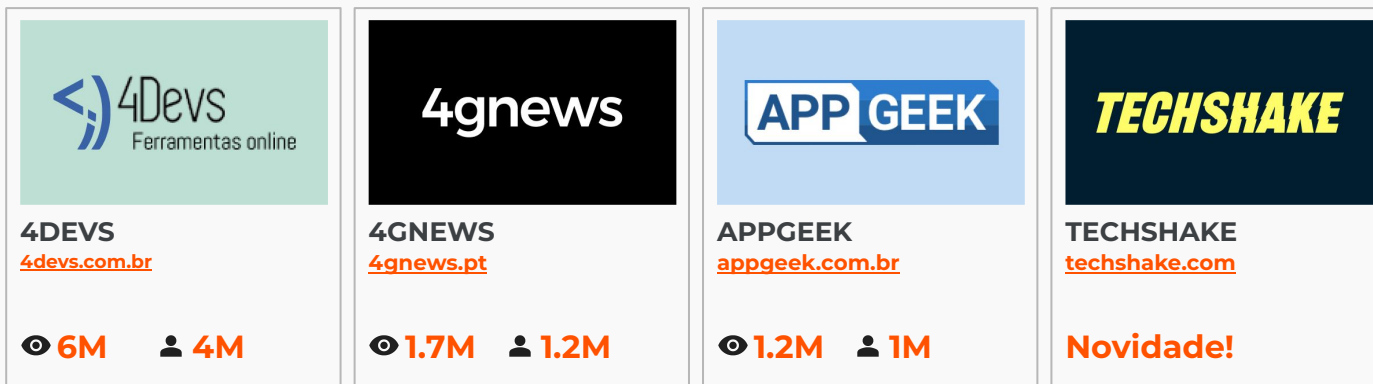 4Devs
Ferramentas online
4DEVS
4devs.com.br
6M 4M
4gnews
4GNEWS
4gnews.pt
1.7M 1.2M
APP GEEK
APPGEEK
appgeek.com.br
1.2M 1M
TECHSHAKE
TECHSHAKE
techshake.com
Novidade!